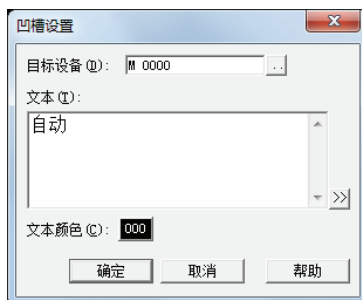 凹槽设置
目标设备(D): M 0000 ..
文本(T):
自动
>>
文本颜色(C): 000
确定 取消 帮助